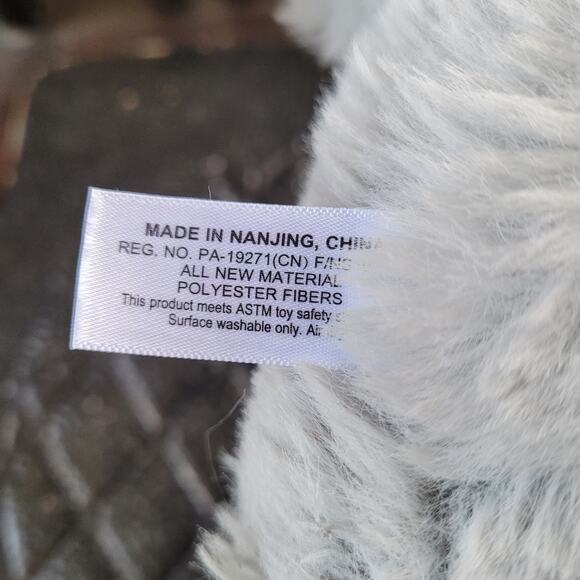 MADE IN NANJING, CHINA
REG. NO. PA-19271(CN)
ALL NEW MATERIAL
POLYESTER FIBERS
This product meets ASTM toy safety
Surface washable only.